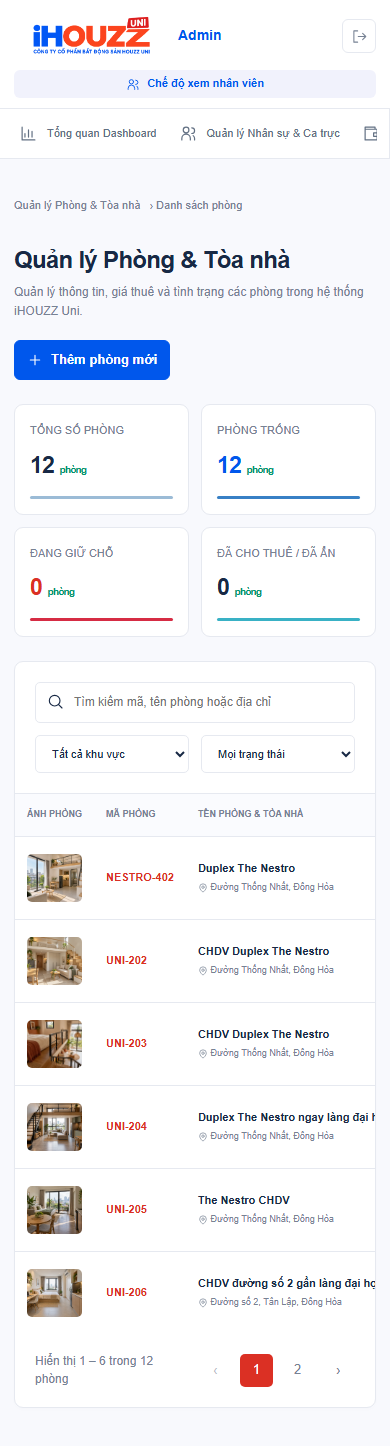 iHOUZZ UNI
CÔNG TY CỔ PHẦN BẤT ĐỘNG SẢN IHOUZZ UNI
Admin
Chế độ xem nhân viên
Tổng quan Dashboard
Quản lý Nhân sự & Ca trực
Quản lý Phòng & Tòa nhà › Danh sách phòng
Quản lý Phòng & Tòa nhà
Quản lý thông tin, giá thuê và tình trạng các phòng trong hệ thống
iHOUZZ Uni.
+ Thêm phòng mới
TỔNG SỐ PHÒNG
12 phòng
PHÒNG TRỐNG
12 phòng
ĐANG GIỮ CHỖ
0 phòng
ĐÃ CHO THUÊ / ĐÃ ẨN
0 phòng
Tìm kiếm mã, tên phòng hoặc địa chỉ
Tất cả khu vực
Mọi trạng thái
ẢNH PHÒNG MÃ PHÒNG TÊN PHÒNG & TÒA NHÀ
NESTRO-402
Duplex The Nestro
Đường Thống Nhất, Đông Hòa
UNI-202
CHDV Duplex The Nestro
Đường Thống Nhất, Đông Hòa
UNI-203
CHDV Duplex The Nestro
Đường Thống Nhất, Đông Hòa
UNI-204
Duplex The Nestro ngay làng đại h
Đường Thống Nhất, Đông Hòa
UNI-205
The Nestro CHDV
Đường Thống Nhất, Đông Hòa
UNI-206
CHDV đường số 2 gần làng đại họ
Đường số 2, Tân Lập, Đông Hòa
Hiển thị 1 – 6 trong 12
phòng
‹ 1 2 ›